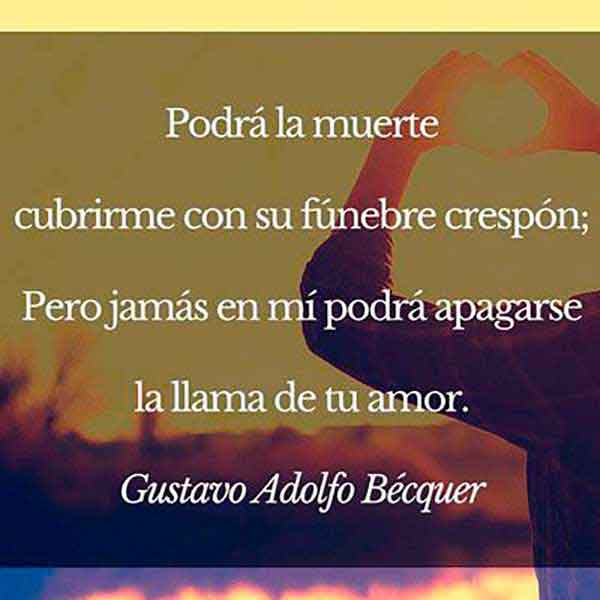 Podrá la muerte
cubrirme con su fúnebre crespón;
Pero jamás en mí podrá apagarse
la llama de tu amor.
Gustavo Adolfo Bécquer